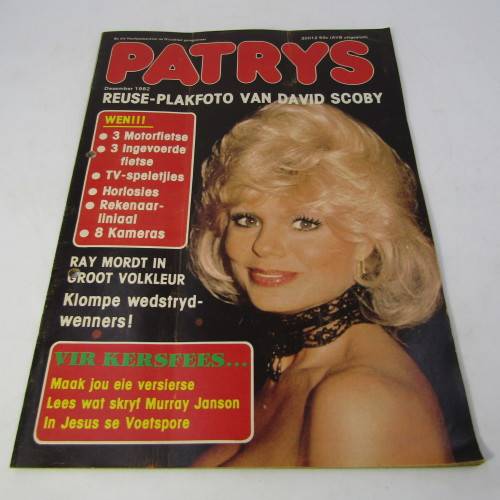 PATRYS
Desember 1982
REUSE-PLAKFOTO VAN DAVID SCOBY
WEN!!!
3 Motorfietse
3 Ingevoerde
fietse
TV-speletjies
Horlosies
Rekenaar-
liniaal
8 Kameras
RAY MORDT IN
GROOT VOLKLEUR
Klompe wedstryd-
wenners!
VIR KERSFEES...
Maak jou eie versierse
Lees wat skryf Murray Janson
In Jesus se Voetspore